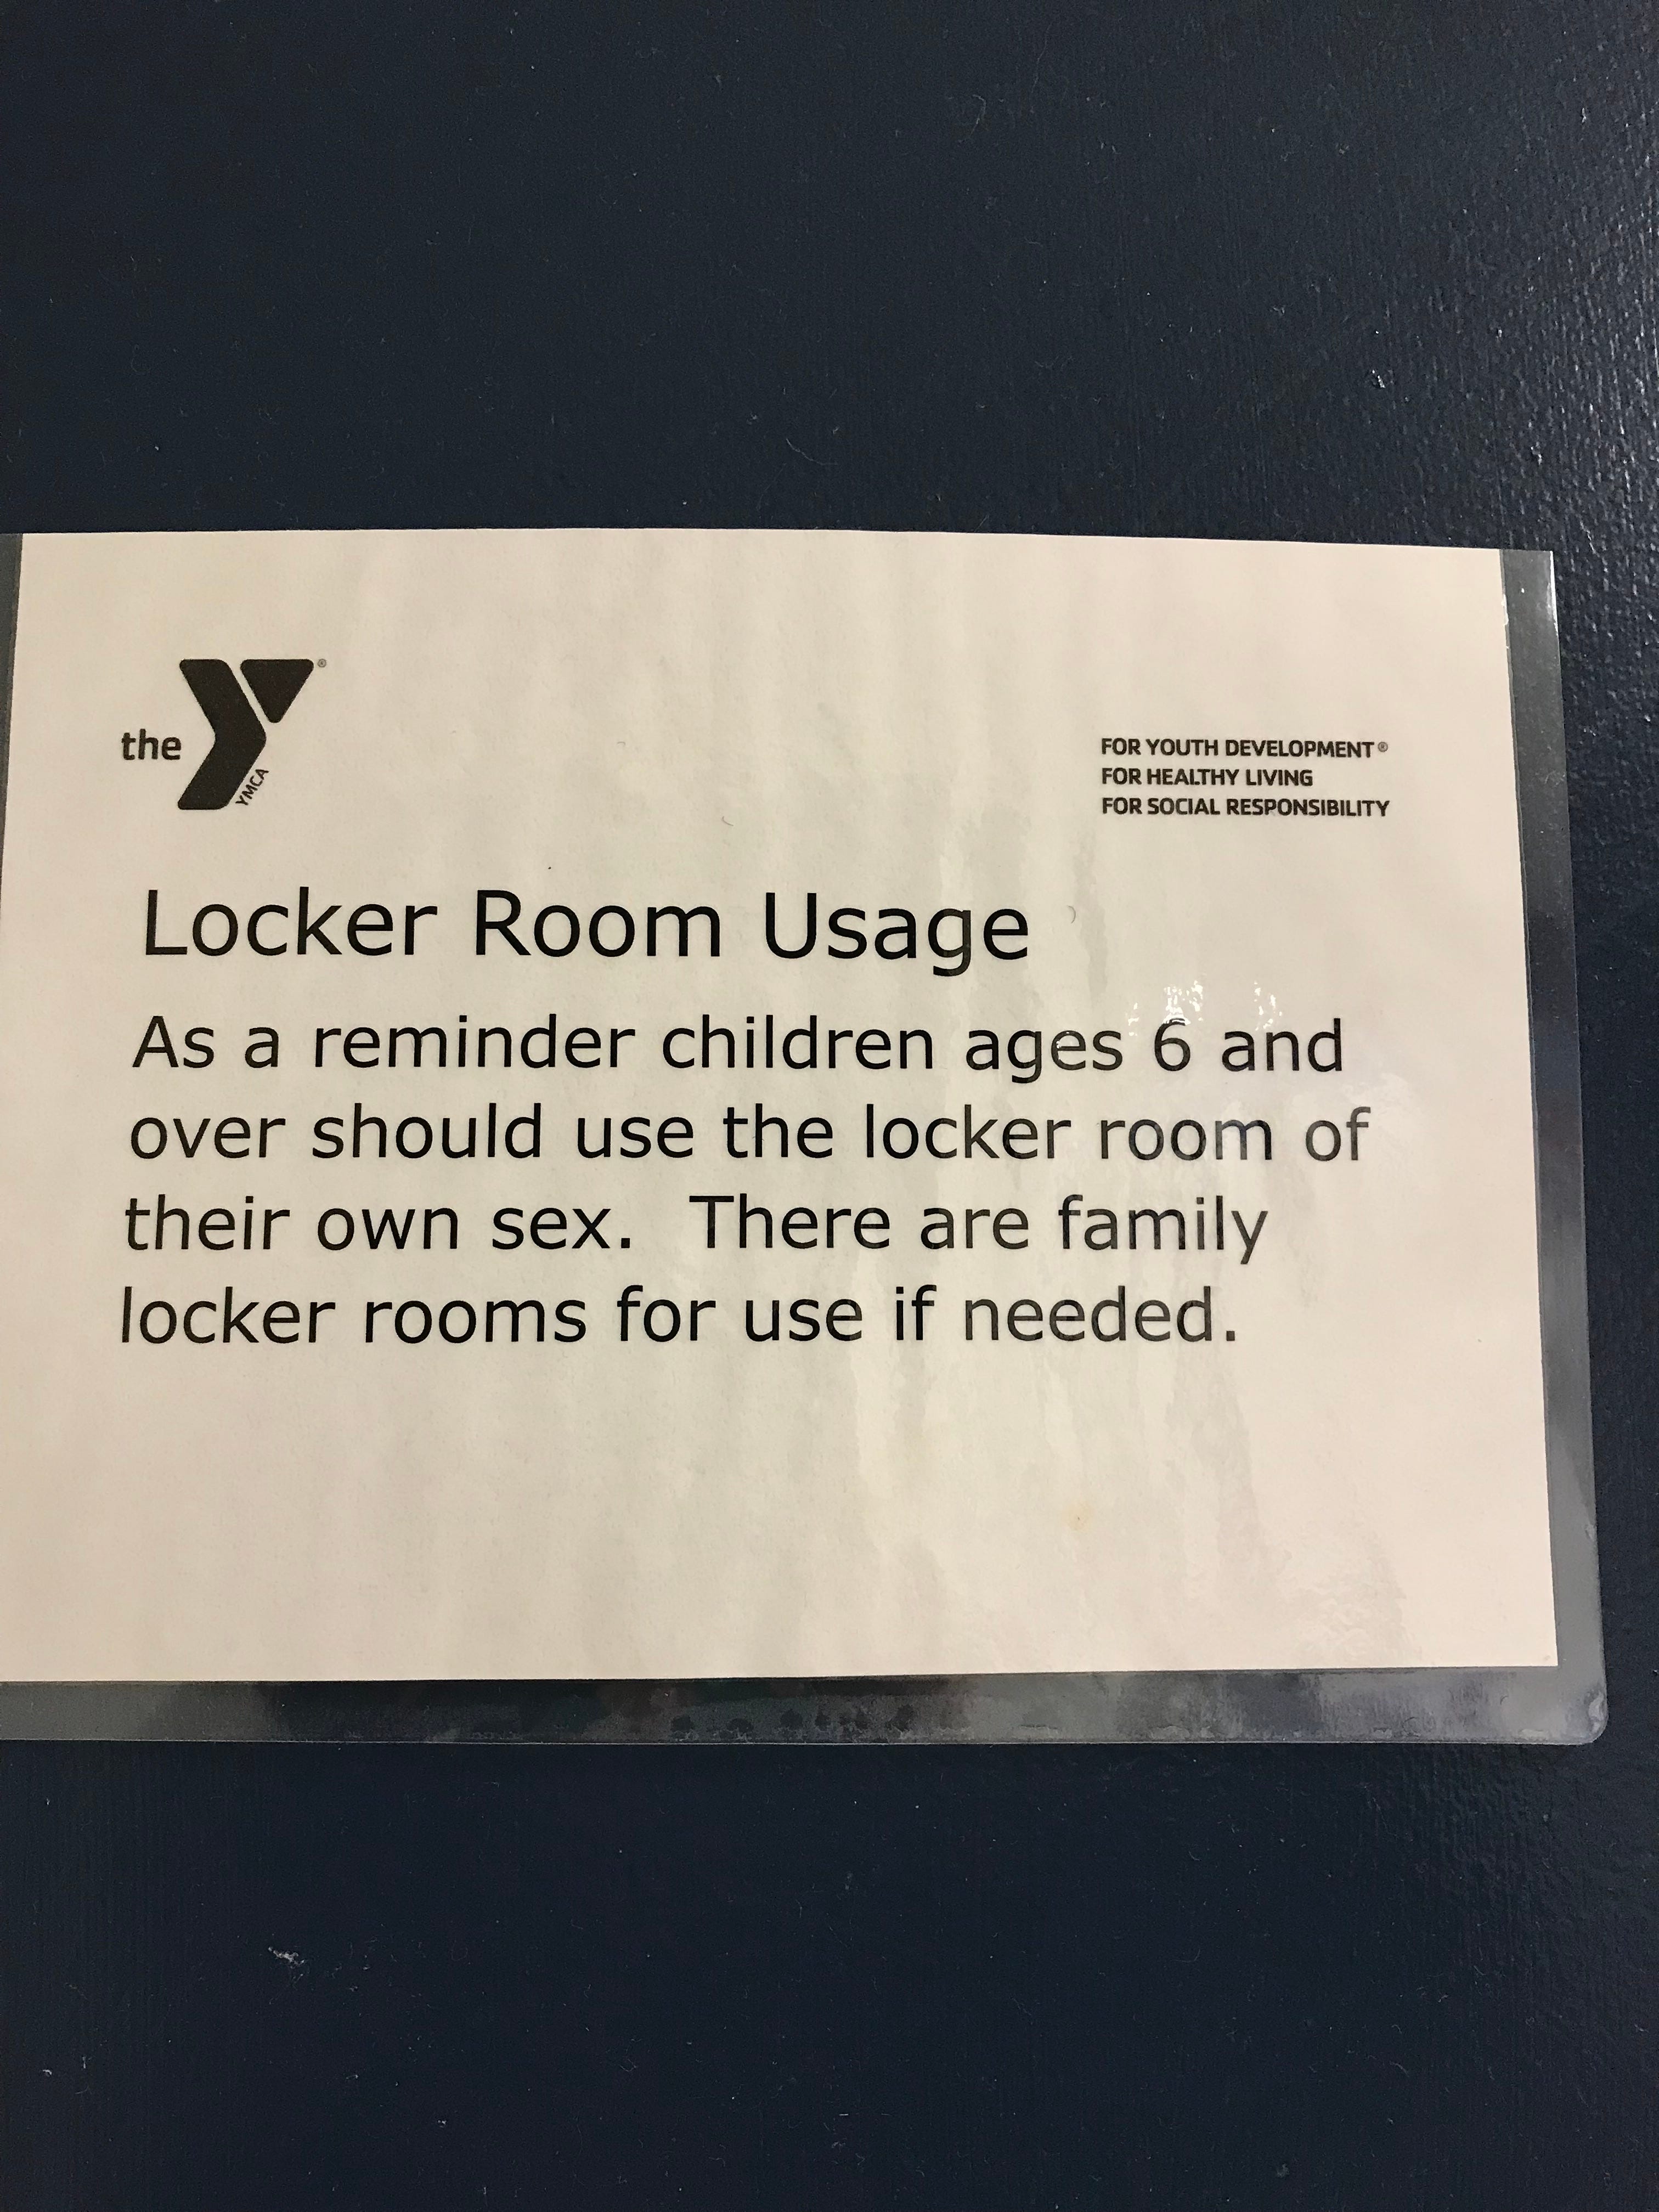 the
YMCA
FOR YOUTH DEVELOPMENT®
FOR HEALTHY LIVING
FOR SOCIAL RESPONSIBILITY
Locker Room Usage
As a reminder children ages 6 and
over should use the locker room of
their own sex.  There are family
locker rooms for use if needed.